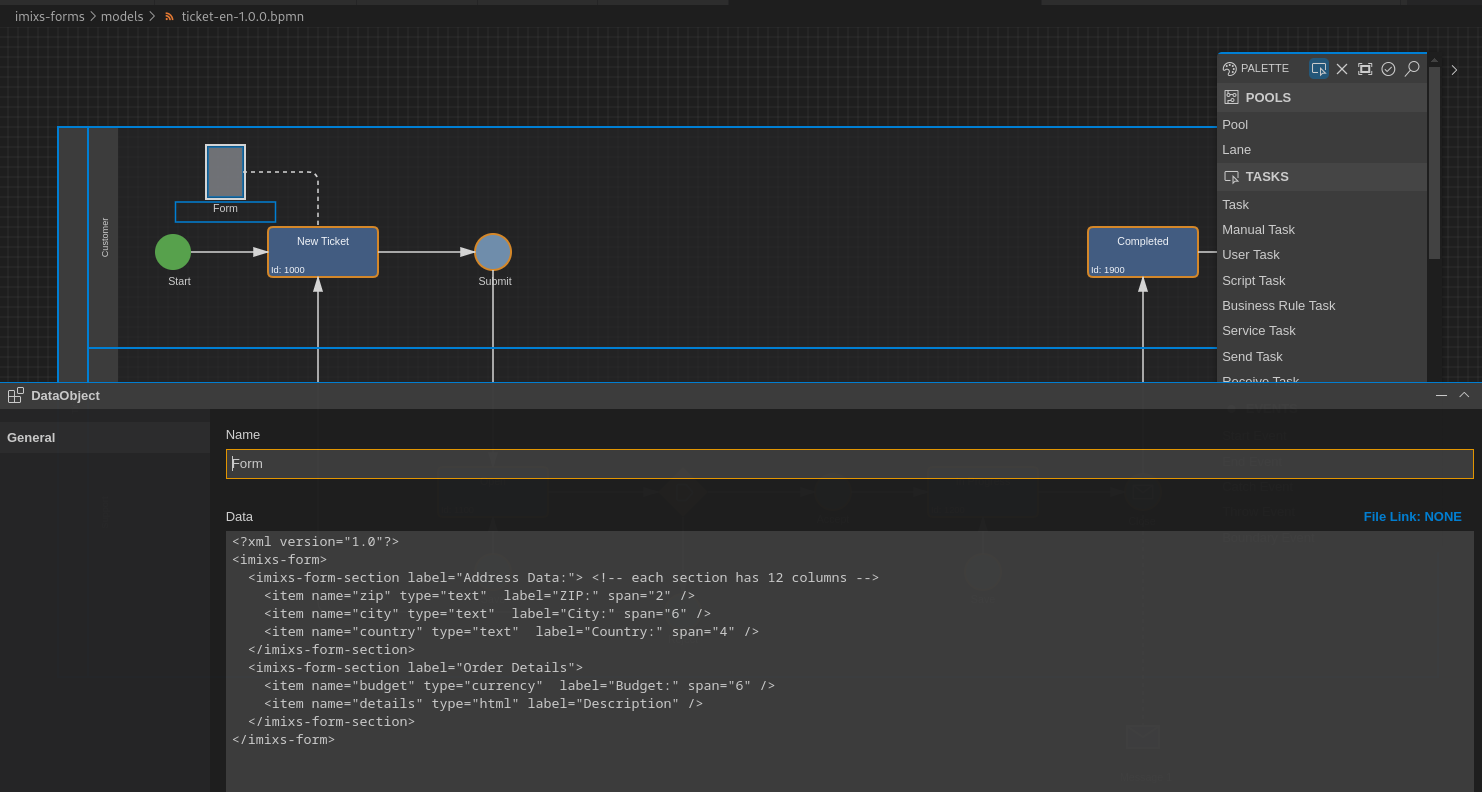 imixs-forms > models > ticket-en-1.0.0.bpmn
PALETTE
POOLS
Pool
Lane
TASKS
Task
Manual Task
User Task
Script Task
Business Rule Task
Service Task
Send Task
Receive Task
Customer
Form
Start
New Ticket
Id: 1000
Submit
Completed
Id: 1900
DataObject
General
Name
Form
Data
File Link: NONE
<?xml version="1.0"?>
<imixs-form>
  <imixs-form-section label="Address Data:"> <!-- each section has 12 columns -->
    <item name="zip" type="text"  label="ZIP:" span="2" />
    <item name="city" type="text"  label="City:" span="6" />
    <item name="country" type="text"  label="Country:" span="4" />
  </imixs-form-section>
  <imixs-form-section label="Order Details">
    <item name="budget" type="currency"  label="Budget:" span="6" />
    <item name="details" type="html" label="Description" />
  </imixs-form-section>
</imixs-form>